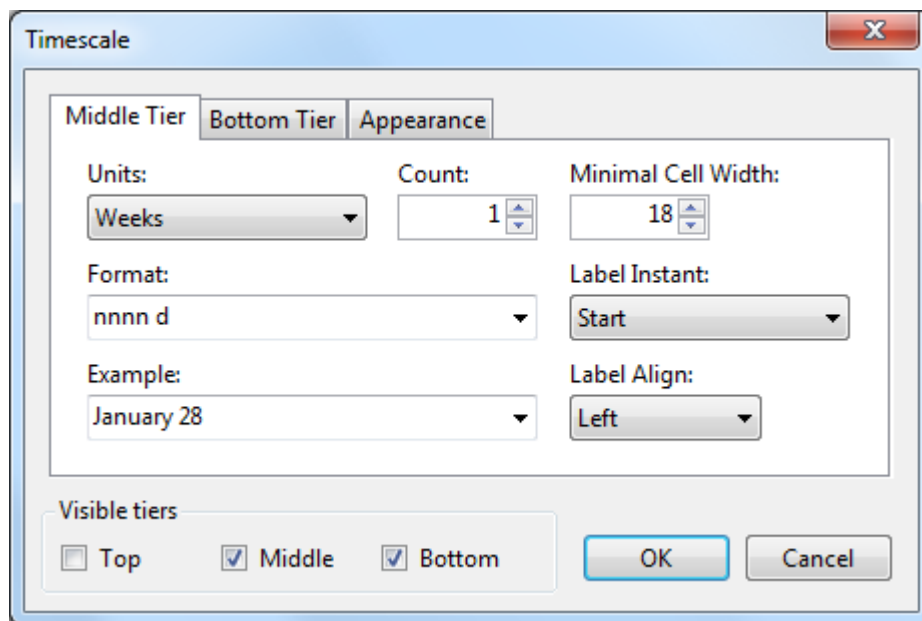 Timescale
Middle Tier Bottom Tier Appearance
Units: Count: Minimal Cell Width:
Weeks 1 18
Format: Label Instant:
nnnn d Start
Example: Label Align:
January 28 Left
Visible tiers
Top Middle Bottom OK Cancel